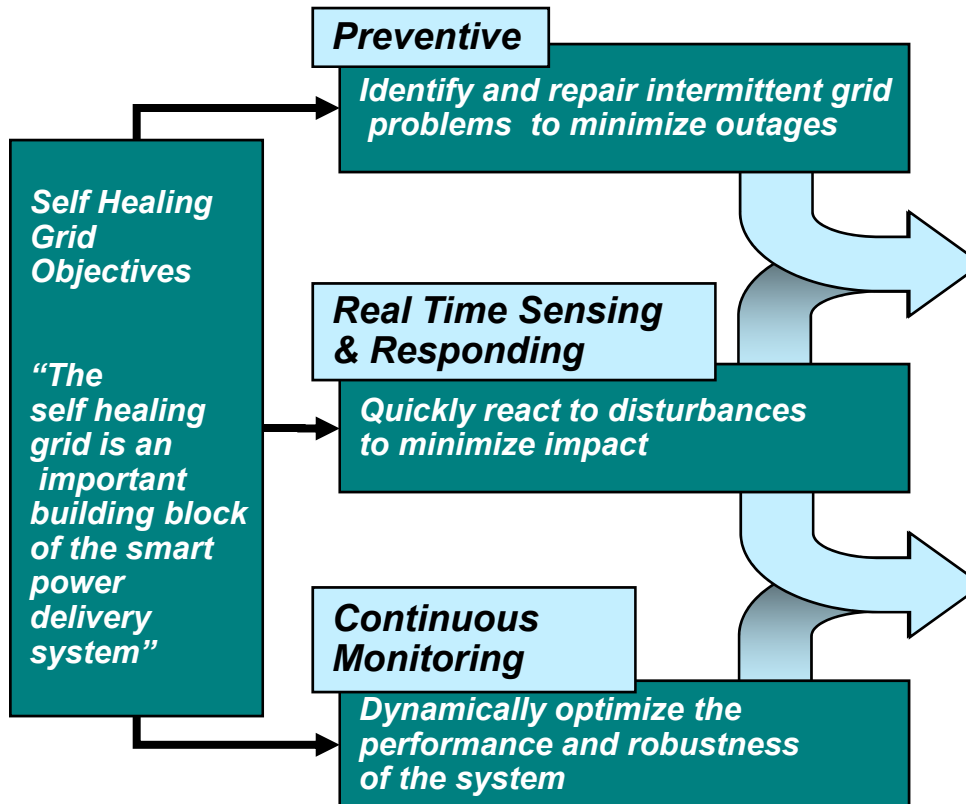 Preventive
Identify and repair intermittent grid
problems to minimize outages
Self Healing
Grid
Objectives
“The
self healing
grid is an
important
building block
of the smart
power
delivery
system”
Real Time Sensing
& Responding
Quickly react to disturbances
to minimize impact
Continuous
Monitoring
Dynamically optimize the
performance and robustness
of the system